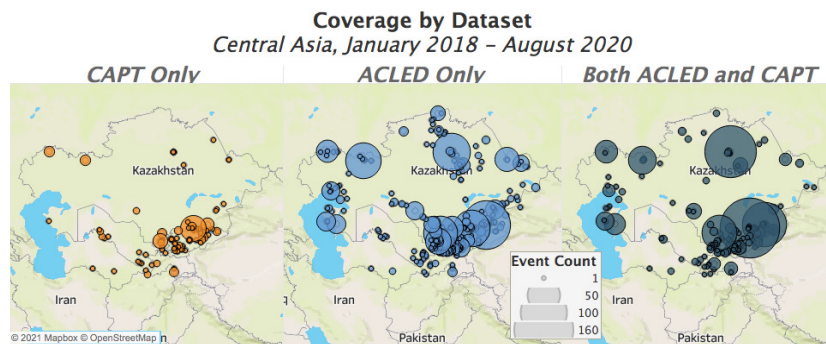 Coverage by Dataset
Central Asia, January 2018 – August 2020
CAPT Only
ACLED Only
Both ACLED and CAPT
Kazakhstan
Kazakhstan
Kazakhstan
Iran
Iran
Iran
Pakistan
Pakistan
Event Count
1
50
100
160
© 2021 Mapbox © OpenStreetMap